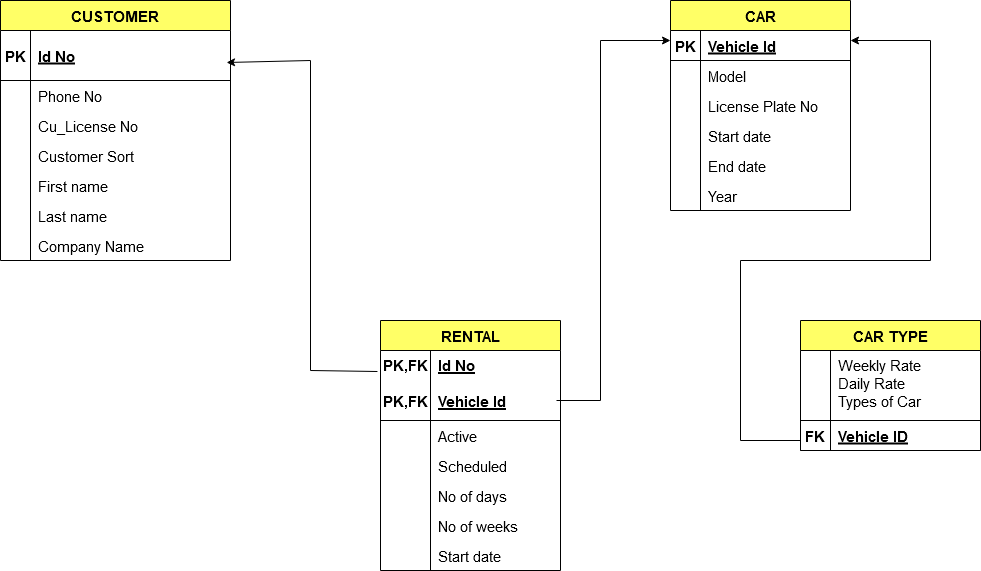 CUSTOMER
PK Id No
Phone No
Cu_License No
Customer Sort
First name
Last name
Company Name
CAR
PK Vehicle Id
Model
License Plate No
Start date
End date
Year
RENTAL
PK,FK Id No
PK,FK Vehicle Id
Active
Scheduled
No of days
No of weeks
Start date
CAR TYPE
Weekly Rate
Daily Rate
Types of Car
FK Vehicle ID